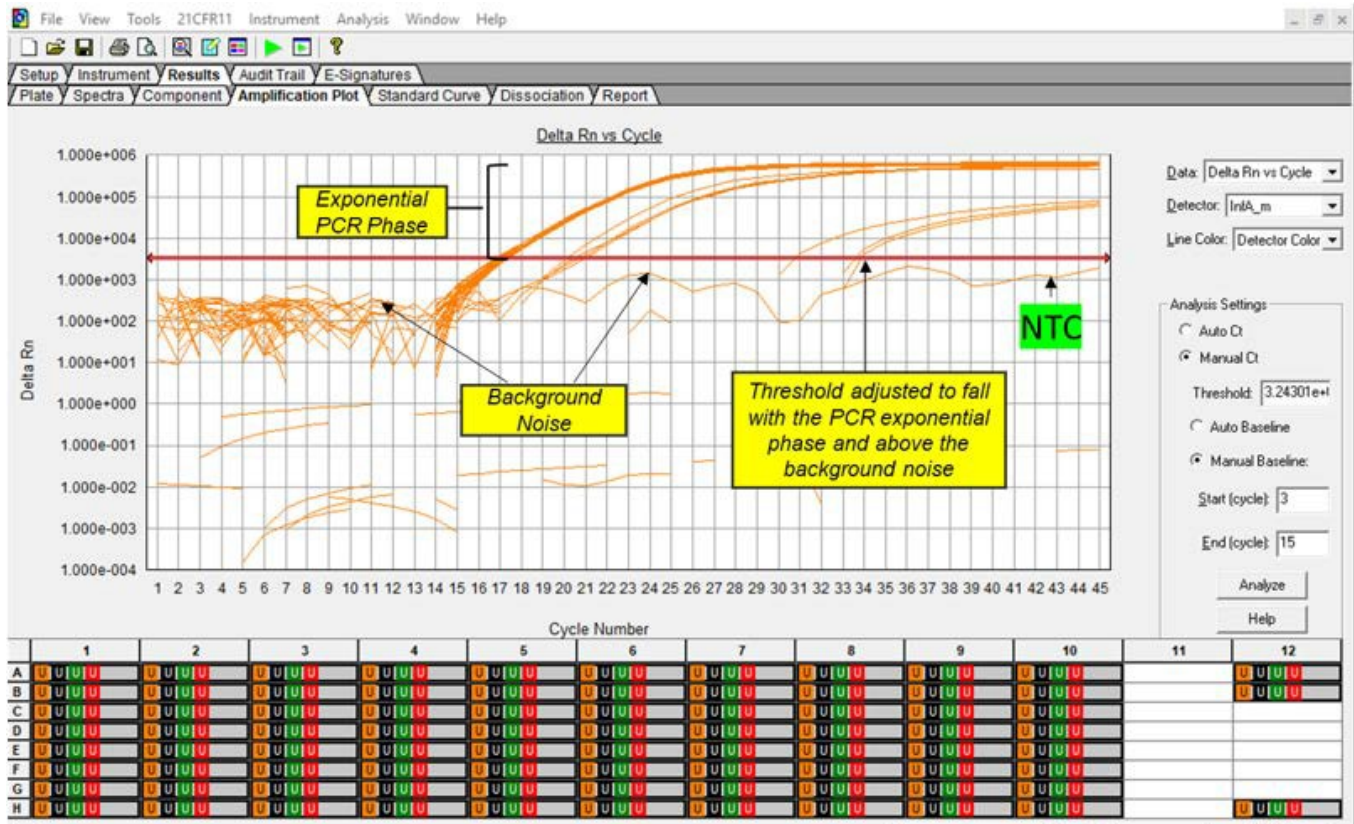 File View Tools 21CFR11 Instrument Analysis Window Help
Setup Instrument Results Audit Trail E-Signatures
Plate Spectra Component Amplification Plot Standard Curve Dissociation Report
Delta Rn vs Cycle
1.000e+006
1.000e+005
1.000e+004
1.000e+003
1.000e+002
1.000e+001
1.000e+000
1.000e-001
1.000e-002
1.000e-003
1.000e-004
Delta Rn
Exponential
PCR Phase
Background
Noise
Threshold adjusted to fall
with the PCR exponential
phase and above the
background noise
NTC
1 2 3 4 5 6 7 8 9 10 11 12 13 14 15 16 17 18 19 20 21 22 23 24 25 26 27 28 29 30 31 32 33 34 35 36 37 38 39 40 41 42 43 44 45
Cycle Number
Data: Delta Rn vs Cycle
Detector: InlA_m
Line Color: Detector Color
Analysis Settings
Auto Ct
Manual Ct
Threshold: 3.24301e+
Auto Baseline
Manual Baseline:
Start (cycle): 3
End (cycle): 15
Analyze
Help
1 2 3 4 5 6 7 8 9 10 11 12
A U U U U U U U U U U U U U U U U U U U U U U U U U U U U U U U U U U U U U U U U U U U U
B U U U U U U U U U U U U U U U U U U U U U U U U U U U U U U U U U U U U U U U U U U U U
C U U U U U U U U U U U U U U U U U U U U U U U U U U U U U U U U U U U U U U U U
D U U U U U U U U U U U U U U U U U U U U U U U U U U U U U U U U U U U U U U U U
E U U U U U U U U U U U U U U U U U U U U U U U U U U U U U U U U U U U U U U U U
F U U U U U U U U U U U U U U U U U U U U U U U U U U U U U U U U U U U U U U U U
G U U U U U U U U U U U U U U U U U U U U U U U U U U U U U U U U U U U U U U U U
H U U U U U U U U U U U U U U U U U U U U U U U U U U U U U U U U U U U U U U U U U U U U